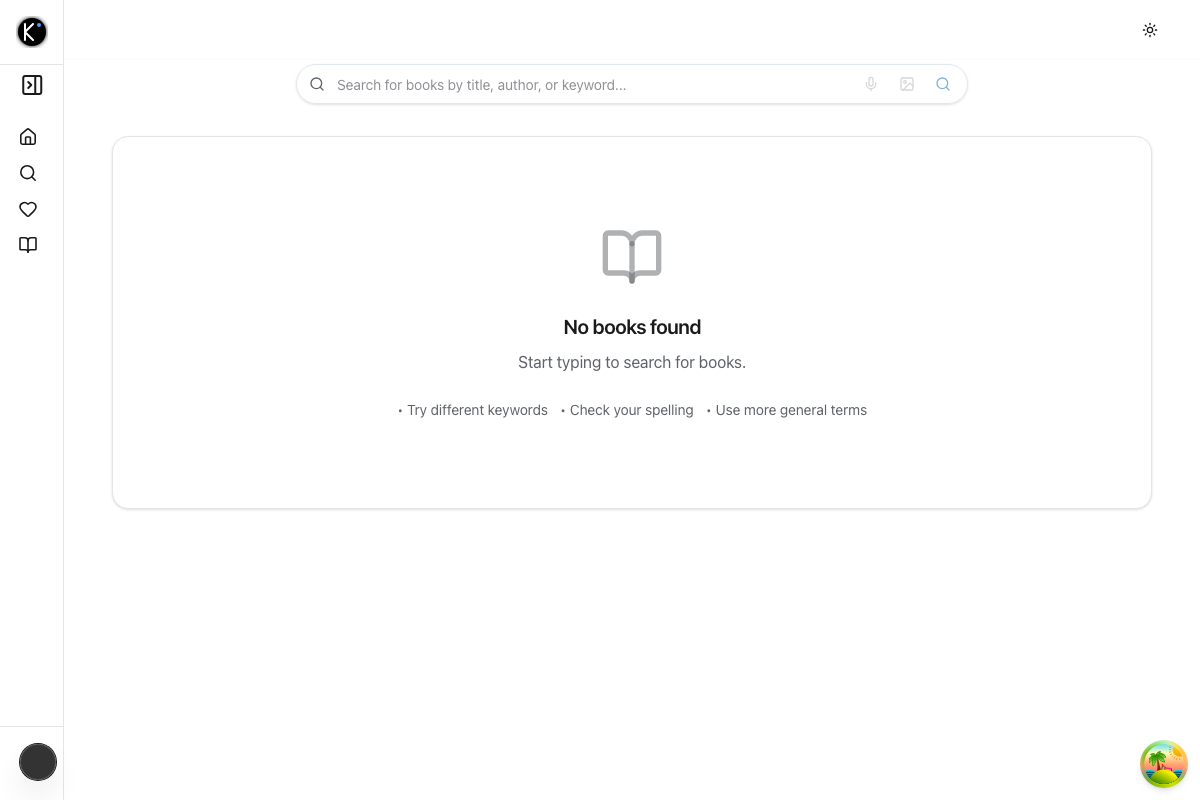 K
Search for books by title, author, or keyword...
No books found
Start typing to search for books.
• Try different keywords • Check your spelling • Use more general terms